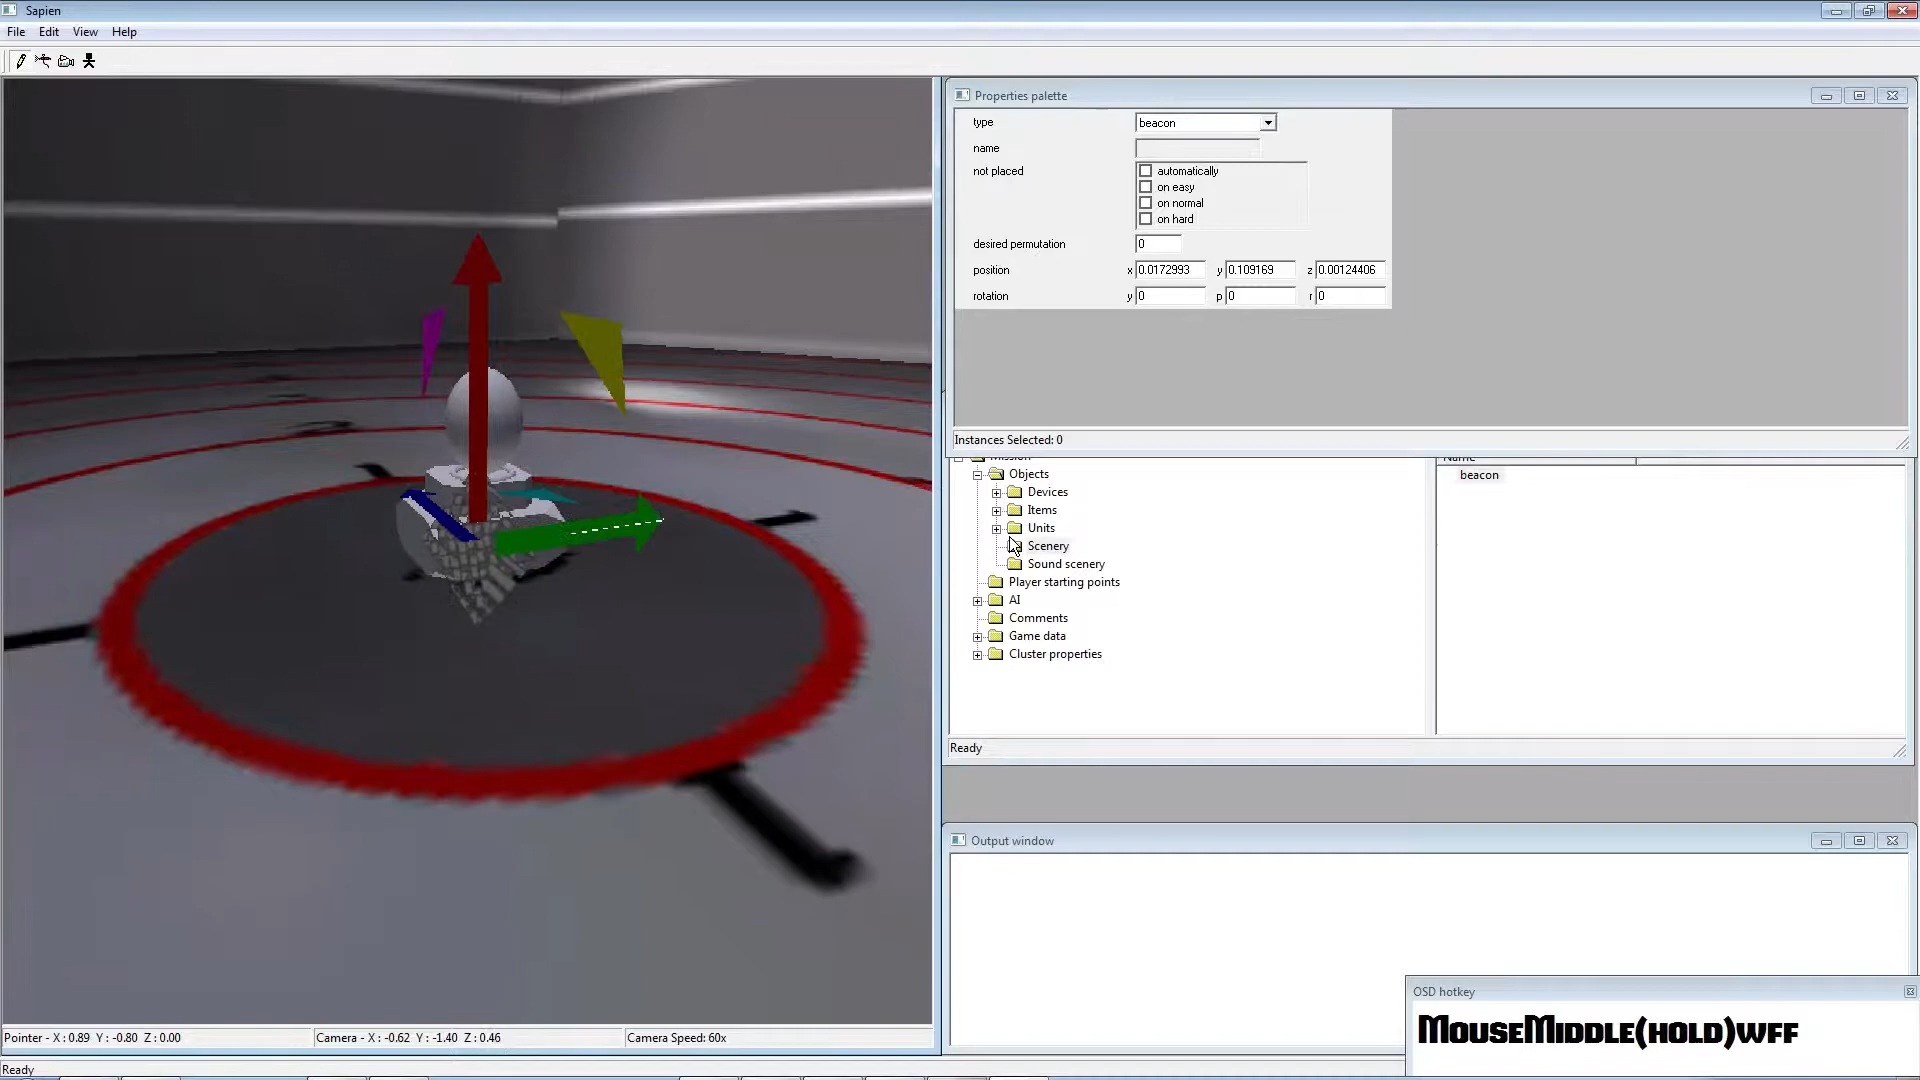 Sapien
File Edit View Help
Properties palette
type beacon
name
not placed automatically
on easy
on normal
on hard
desired permutation 0
position x 0.0172993 y 0.109169 z 0.00124406
rotation y 0 p 0 r 0
Instances Selected: 0
Mission Name
Objects beacon
Devices
Items
Units
Scenery
Sound scenery
Player starting points
AI
Comments
Game data
Cluster properties
Ready
Output window
OSD hotkey
MouseMiddle(hold)wff
Pointer - X : 0.89 Y : -0.80 Z : 0.00 Camera - X : -0.62 Y : -1.40 Z : 0.46 Camera Speed: 60x
Ready